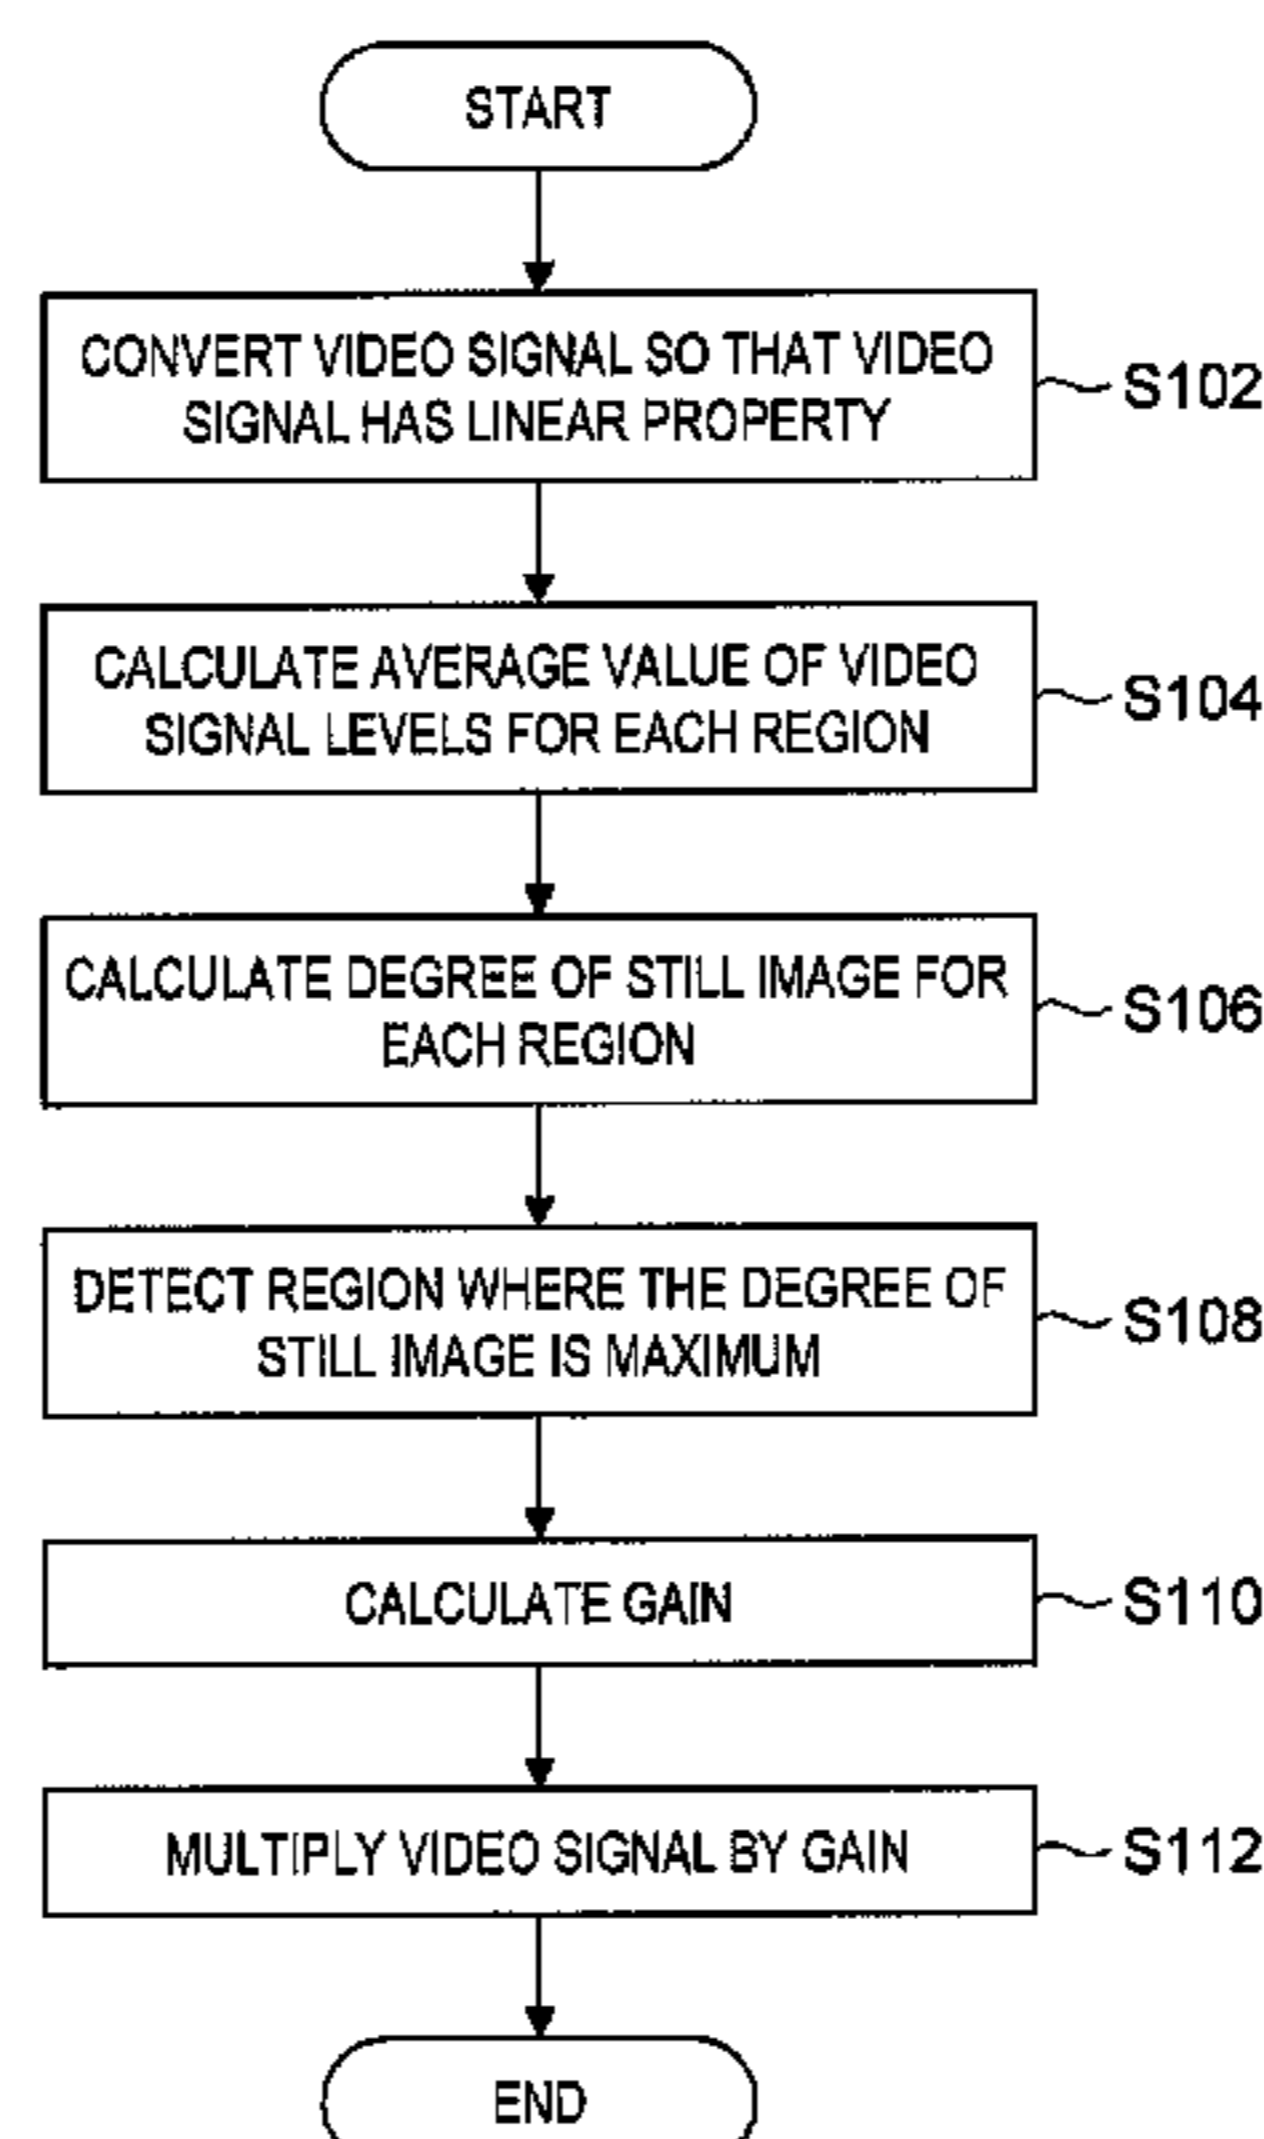 START
CONVERT VIDEO SIGNAL SO THAT VIDEO
SIGNAL HAS LINEAR PROPERTY
S102
CALCULATE AVERAGE VALUE OF VIDEO
SIGNAL LEVELS FOR EACH REGION
S104
CALCULATE DEGREE OF STILL IMAGE FOR
EACH REGION
S106
DETECT REGION WHERE THE DEGREE OF
STILL IMAGE IS MAXIMUM
S108
CALCULATE GAIN
S110
MULTIPLY VIDEO SIGNAL BY GAIN
S112
END